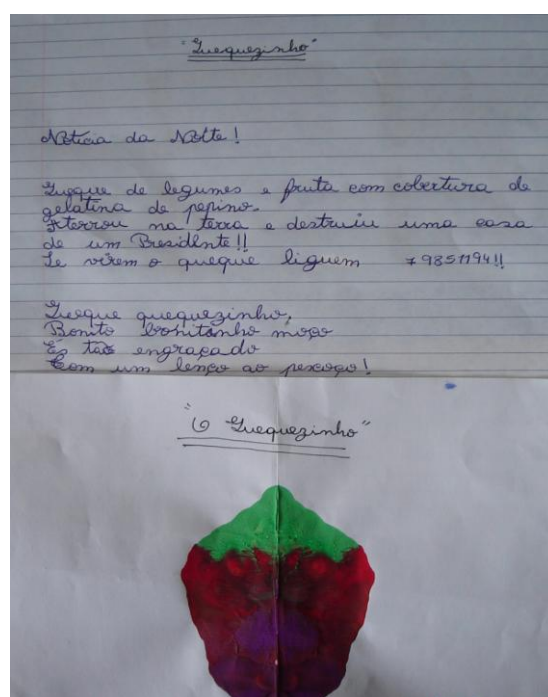 "Quequezinho"
Notícia da Noite!
Queque de legumes e fruta com cobertura de
gelatina de pepino.
Aterrou na terra e destruiu uma casa
de um Presidente!!
Se virem o queque liguem 79851194!!
Queque quequezinho,
Bonito bonitanho moço
És tão engraçado
Com um lenço ao pescoço!
"O Quequezinho"